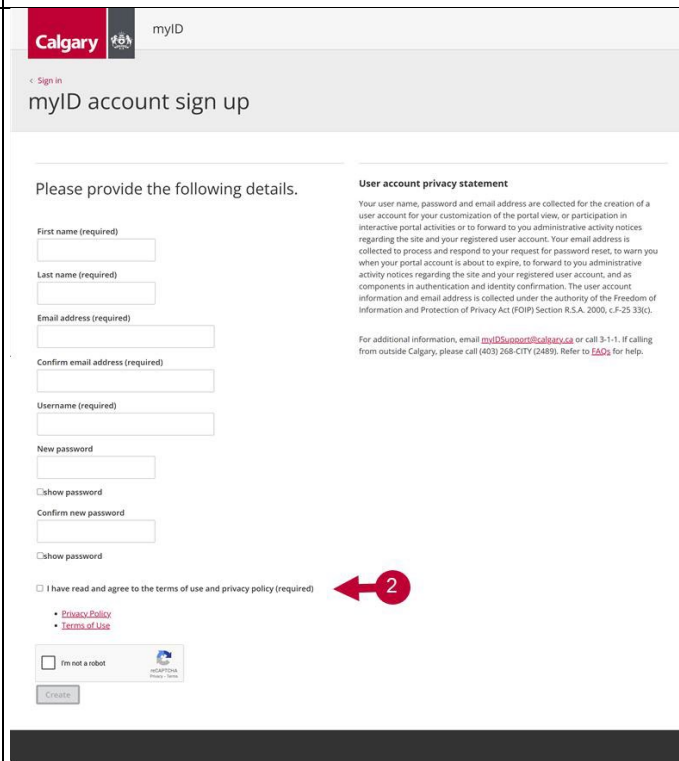 Calgary
myID
< Sign in
myID account sign up
Please provide the following details.
First name (required)
Last name (required)
Email address (required)
Confirm email address (required)
Username (required)
New password
show password
Confirm new password
show password
I have read and agree to the terms of use and privacy policy (required)
2
• Privacy Policy
• Terms of Use
I'm not a robot
reCAPTCHA
Privacy - Terms
Create
User account privacy statement
Your user name, password and email address are collected for the creation of a
user account for your customization of the portal view, or participation in
interactive portal activities or to forward to you administrative activity notices
regarding the site and your registered user account. Your email address is
collected to process and respond to your request for password reset, to warn you
when your portal account is about to expire, to forward to you administrative
activity notices regarding the site and your registered user account, and as
components in authentication and identity confirmation. The user account
information and email address is collected under the authority of the Freedom of
Information and Protection of Privacy Act (FOIP) Section R.S.A. 2000, c.F-25 33(c).
For additional information, email myIDSupport@calgary.ca or call 3-1-1. If calling
from outside Calgary, please call (403) 268-CITY (2489). Refer to FAQs for help.